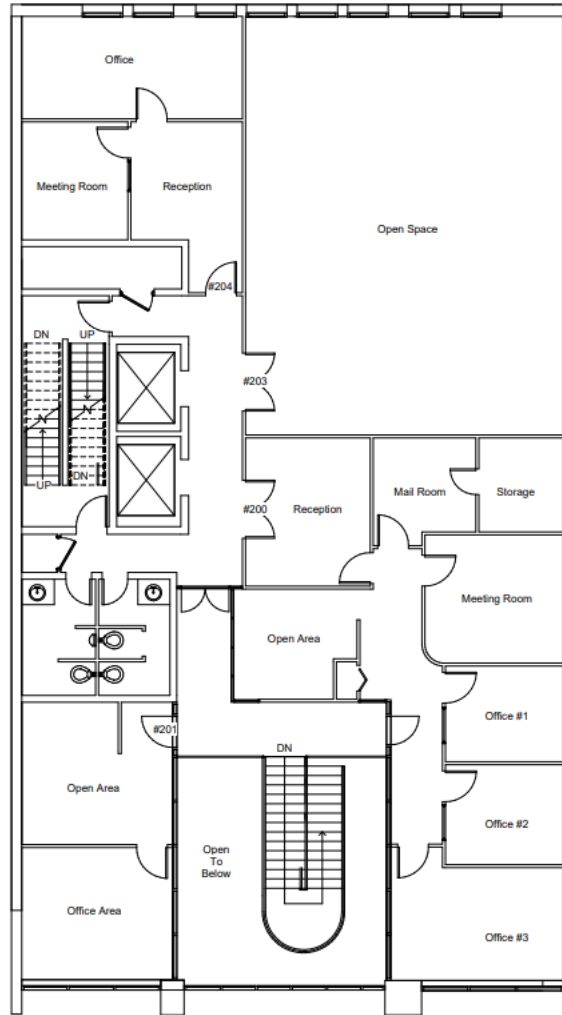 Office
Meeting Room
Reception
Open Space
#204
DN
UP
#203
DN
UP
#200
Reception
Mail Room
Storage
Meeting Room
Open Area
Office #1
#201
DN
Open Area
Office #2
Open
To
Below
Office Area
Office #3